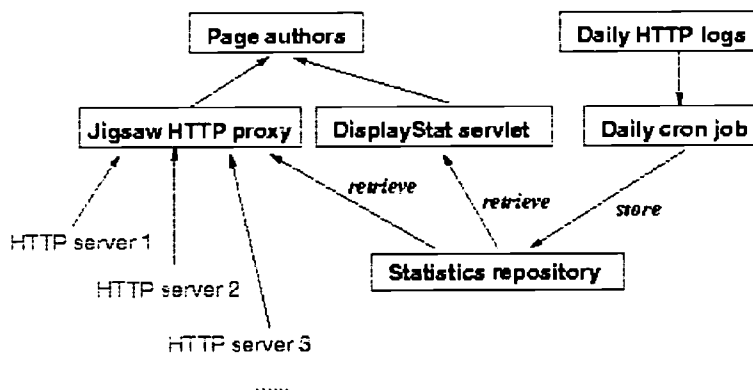 Page authors
Daily HTTP logs
Jigsaw HTTP proxy
DisplayStat servlet
Daily cron job
retrieve
retrieve
store
HTTP server 1
Statistics repository
HTTP server 2
HTTP server 3
.....